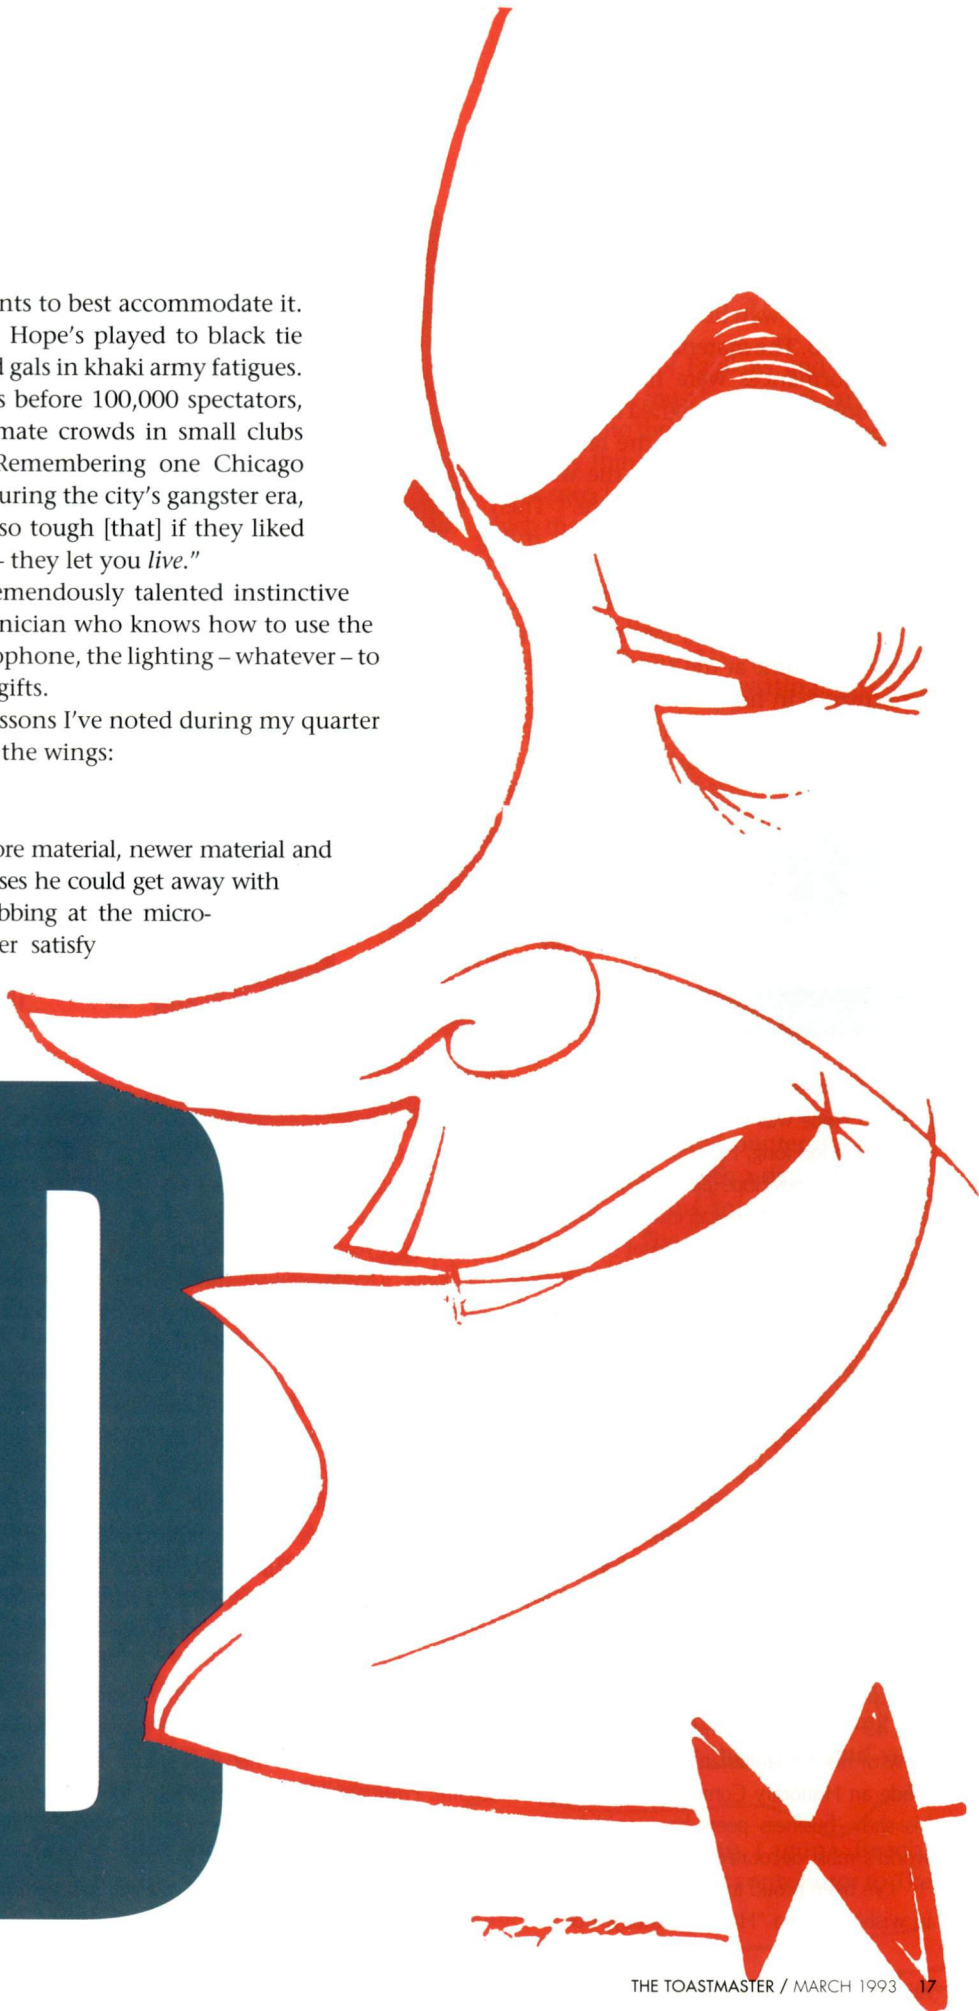 nts to best accommodate it.
Hope's played to black tie
gals in khaki army fatigues.
s before 100,000 spectators,
mate crowds in small clubs
Remembering one Chicago
uring the city's gangster era,
so tough [that] if they liked
– they let you live."
emendously talented instinctive
nician who knows how to use the
ophone, the lighting – whatever – to
gifts.
ssons I've noted during my quarter
the wings:
ore material, newer material and
ses he could get away with
bbing at the micro-
er satisfy
D
THE TOASTMASTER / MARCH 1993 17